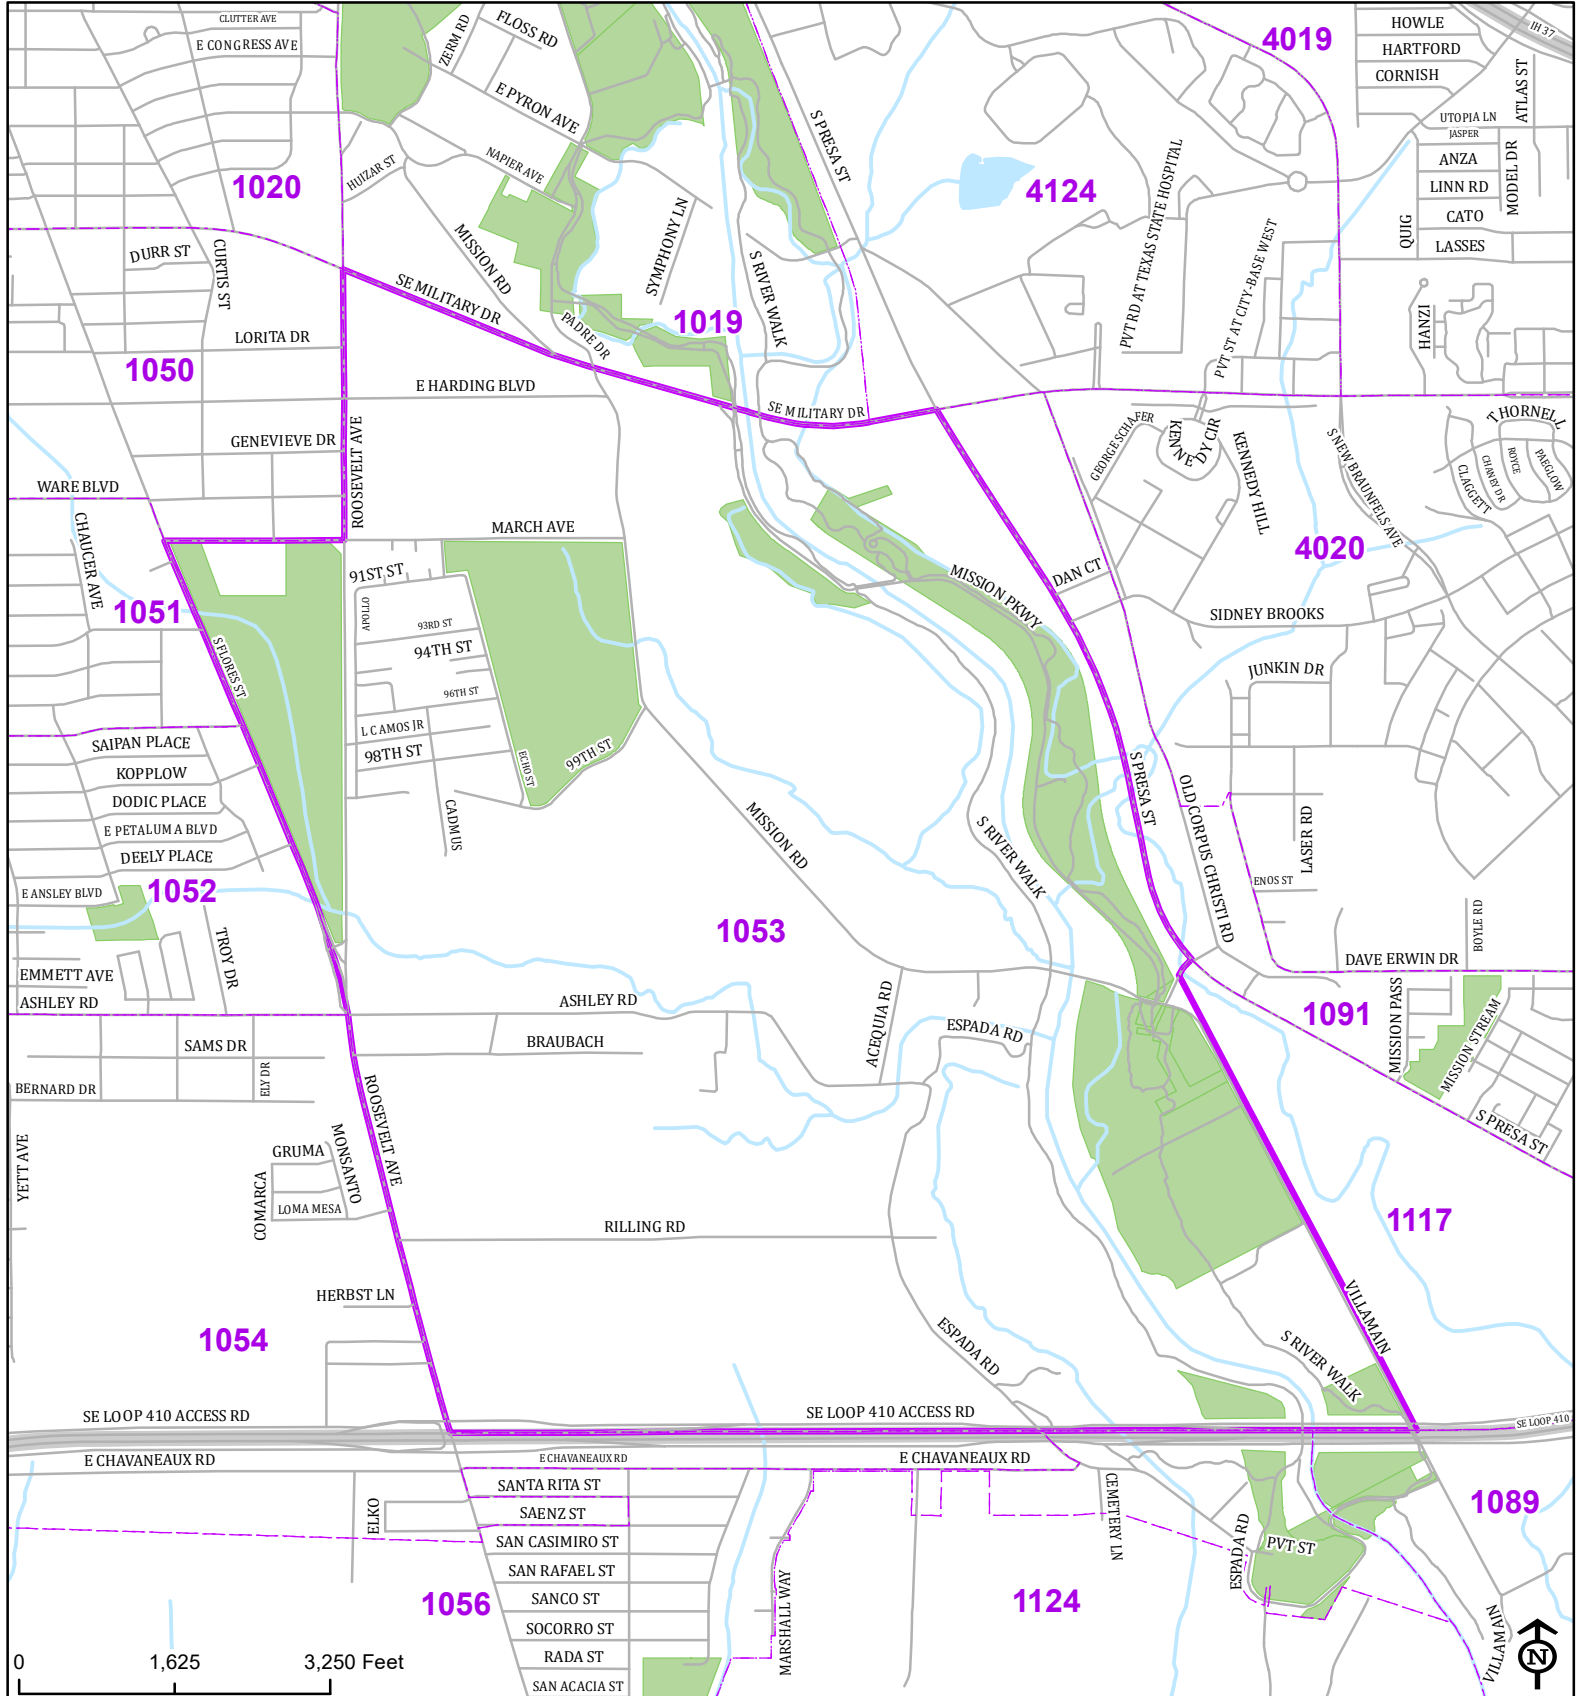 CLUTTER AVE
E CONGRESS AVE
ZERM RD
FLOSS RD
E PYRON AVE
4019
HOWLE
HARTFORD
CORNISH
IH 37
ATLAS ST
UTOPIA LN
JASPER
ANZA
LINN RD
MODEL DR
CATO
LASSES
QUIG
1020
HUIZAR ST
NAPIER AVE
S PRESA ST
4124
PVT RD AT TEXAS STATE HOSPITAL
PVT ST AT CITY-BASE WEST
DURR ST
CURTIS ST
MISSION RD
SYMPHONY LN
S RIVER WALK
SE MILITARY DR
PADRE DR
1019
HANZI
LORITA DR
1050
E HARDING BLVD
SE MILITARY DR
GENEVIEVE DR
ROOSEVELT AVE
GEORGE SCHAFER
KENNEDY CIR
KENNEDY HILL
S NEW BRAUNFELS AVE
THORNELL
CLAGGETT
CHANEY DR
ROYCE
PAEGLOW
WARE BLVD
CHAUCER AVE
MARCH AVE
4020
91ST ST
MISSION PKWY
DAN CT
1051
APOLLO
93RD ST
94TH ST
SIDNEY BROOKS
S FLORES ST
96TH ST
JUNKIN DR
L C AMOS JR
98TH ST
ECHO ST
99TH ST
SAIPAN PLACE
KOPPLOW
DODIC PLACE
E PETALUMA BLVD
DEELY PLACE
CADMUS
MISSION RD
S RIVER WALK
S PRESA ST
OLD CORPUS CHRISTI RD
LASER RD
ENOS ST
E ANSLEY BLVD
1052
TROY DR
1053
BOYLE RD
DAVE ERWIN DR
EMMETT AVE
ASHLEY RD
ASHLEY RD
ACEQUIA RD
ESPADA RD
1091
MISSION PASS
MISSION STREAM
SAMS DR
BRAUBACH
ELY DR
BERNARD DR
ROOSEVELT AVE
S PRESA ST
YETT AVE
GRUMA
MONSANTO
COMARCA
LOMA MESA
RILLING RD
1117
HERBST LN
VILLAMAIN
1054
ESPADA RD
S RIVER WALK
SE LOOP 410 ACCESS RD
SE LOOP 410 ACCESS RD
SE LOOP 410
E CHAVANEAUX RD
E CHAVANEAUX RD
E CHAVANEAUX RD
SANTA RITA ST
ELKO
SAENZ ST
CEMETERY LN
1089
SAN CASIMIRO ST
ESPADA RD
PVT ST
SAN RAFAEL ST
MARSHALL WAY
1056
SANCO ST
1124
SOCORRO ST
VILLAMAIN
RADA ST
SAN ACACIA ST
0 1,625 3,250 Feet
N